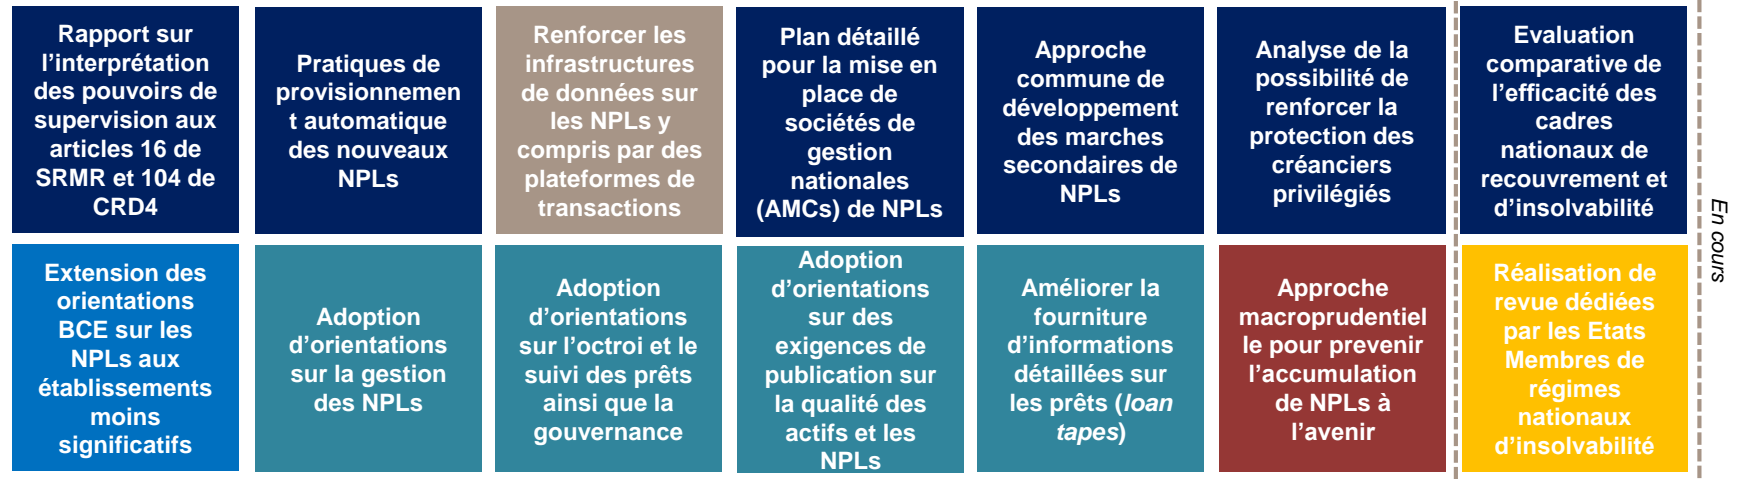 Rapport sur
l’interprétation
des pouvoirs de
supervision aux
articles 16 de
SRMR et 104 de
CRD4
Pratiques de
provisionnemen
t automatique
des nouveaux
NPLs
Renforcer les
infrastructures
de données sur
les NPLs y
compris par des
plateformes de
transactions
Plan détaillé
pour la mise en
place de
sociétés de
gestion
nationales
(AMCs) de NPLs
Approche
commune de
développement
des marches
secondaires de
NPLs
Analyse de la
possibilité de
renforcer la
protection des
créanciers
privilégiés
Evaluation
comparative de
l’efficacité des
cadres
nationaux de
recouvrement et
d’insolvabilité
Extension des
orientations
BCE sur les
NPLs aux
établissements
moins
significatifs
Adoption
d’orientations
sur la gestion
des NPLs
Adoption
d’orientations
sur l’octroi et le
suivi des prêts
ainsi que la
gouvernance
Adoption
d’orientations
sur des
exigences de
publication sur
la qualité des
actifs et les
NPLs
Améliorer la
fourniture
d’informations
détaillées sur
les prêts (loan
tapes)
Approche
macroprudentiel
le pour prevenir
l’accumulation
de NPLs à
l’avenir
Réalisation de
revue dédiées
par les Etats
Membres de
régimes
nationaux
d’insolvabilité
En cours